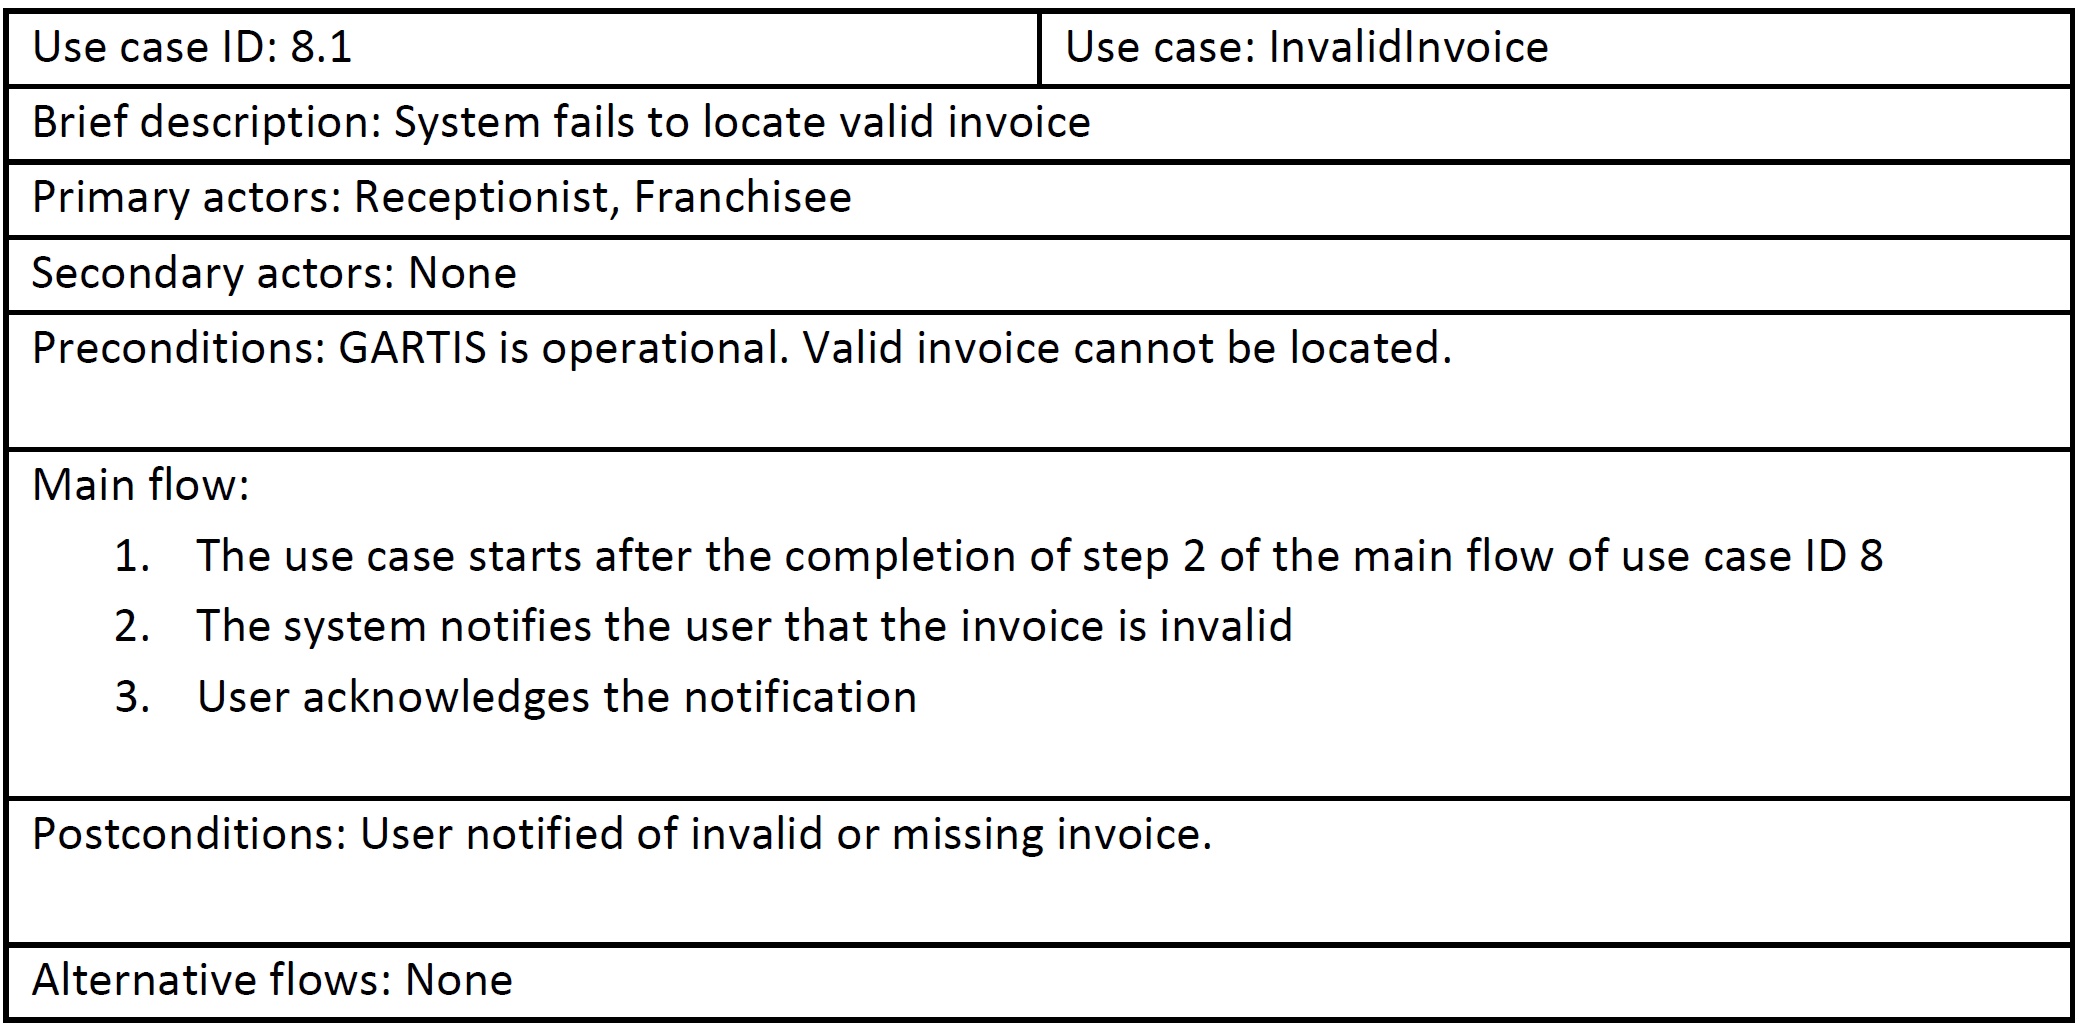 Use case ID: 8.1
Use case: InvalidInvoice
Brief description: System fails to locate valid invoice
Primary actors: Receptionist, Franchisee
Secondary actors: None
Preconditions: GARTIS is operational. Valid invoice cannot be located.
Main flow:
1. The use case starts after the completion of step 2 of the main flow of use case ID 8
2. The system notifies the user that the invoice is invalid
3. User acknowledges the notification
Postconditions: User notified of invalid or missing invoice.
Alternative flows: None